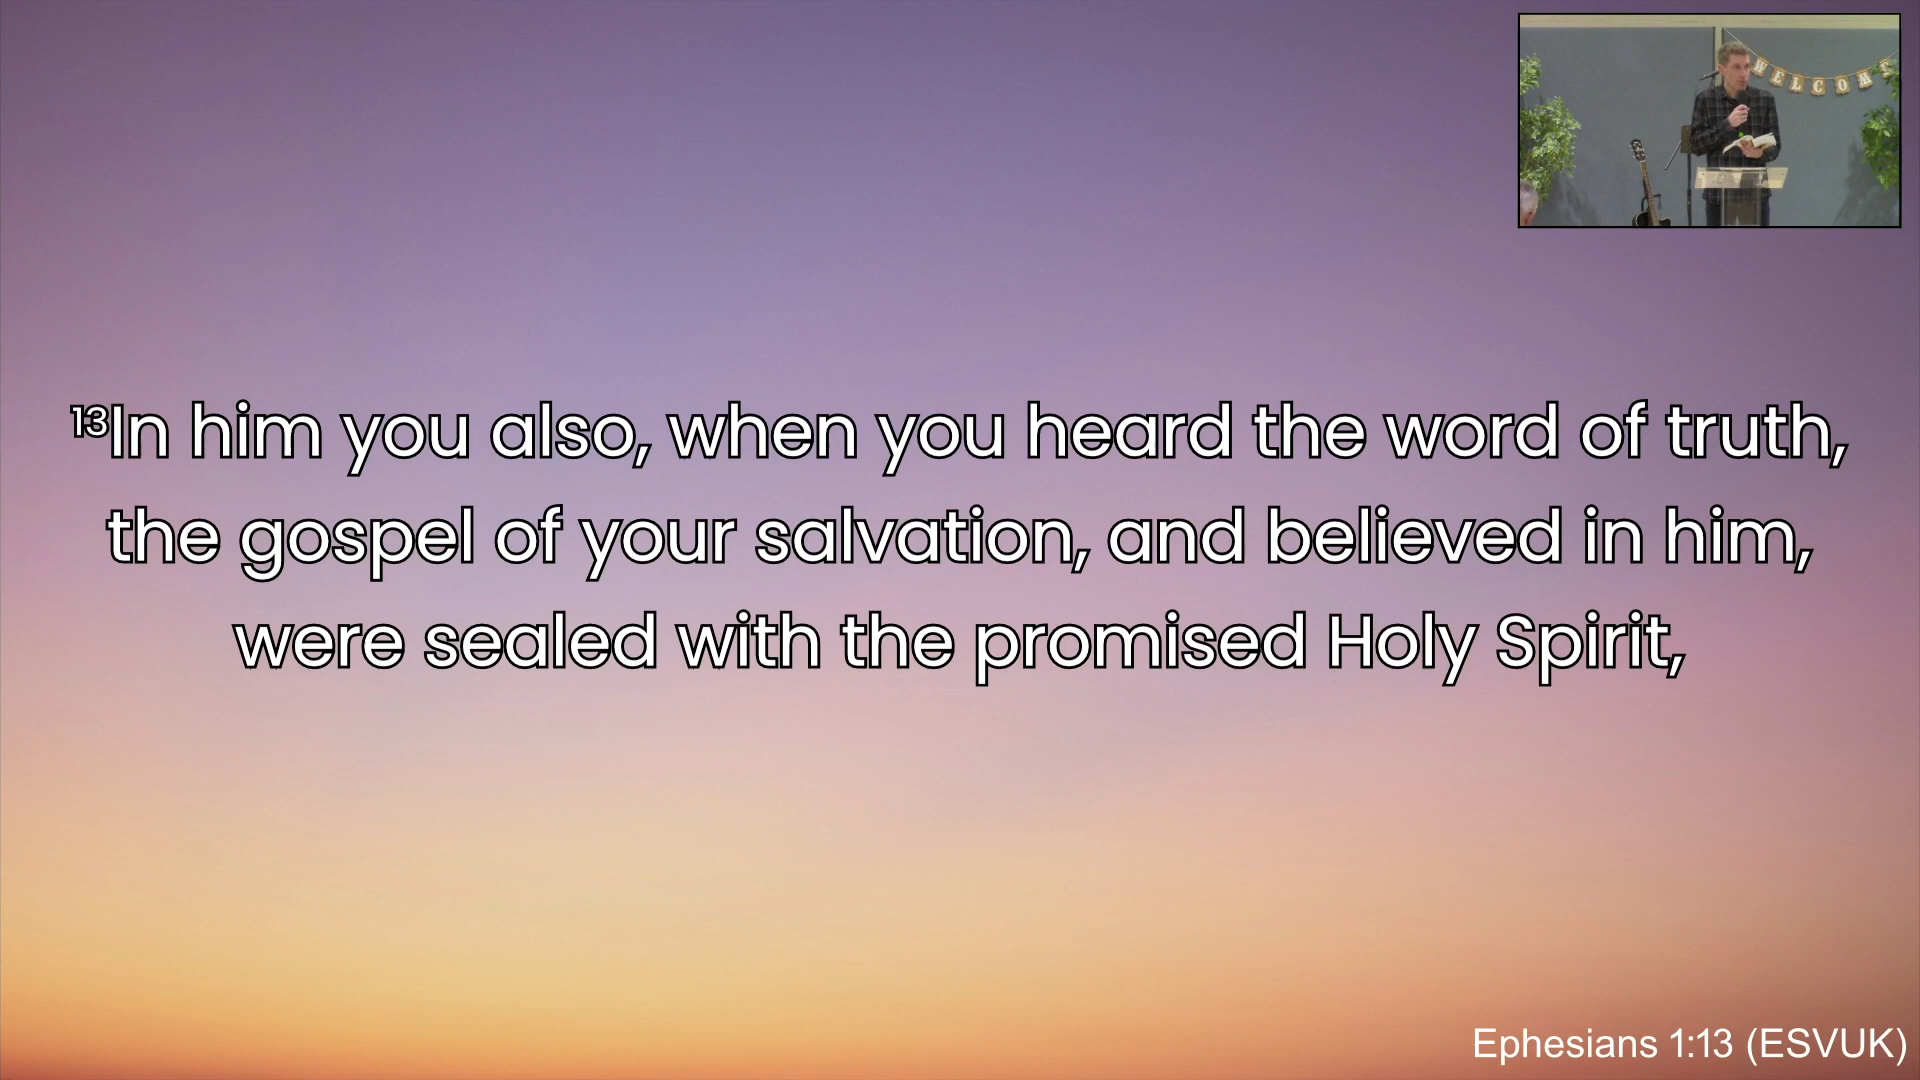 WELCOM
¹³In him you also, when you heard the word of truth,
the gospel of your salvation, and believed in him,
were sealed with the promised Holy Spirit,
Ephesians 1:13 (ESVUK)